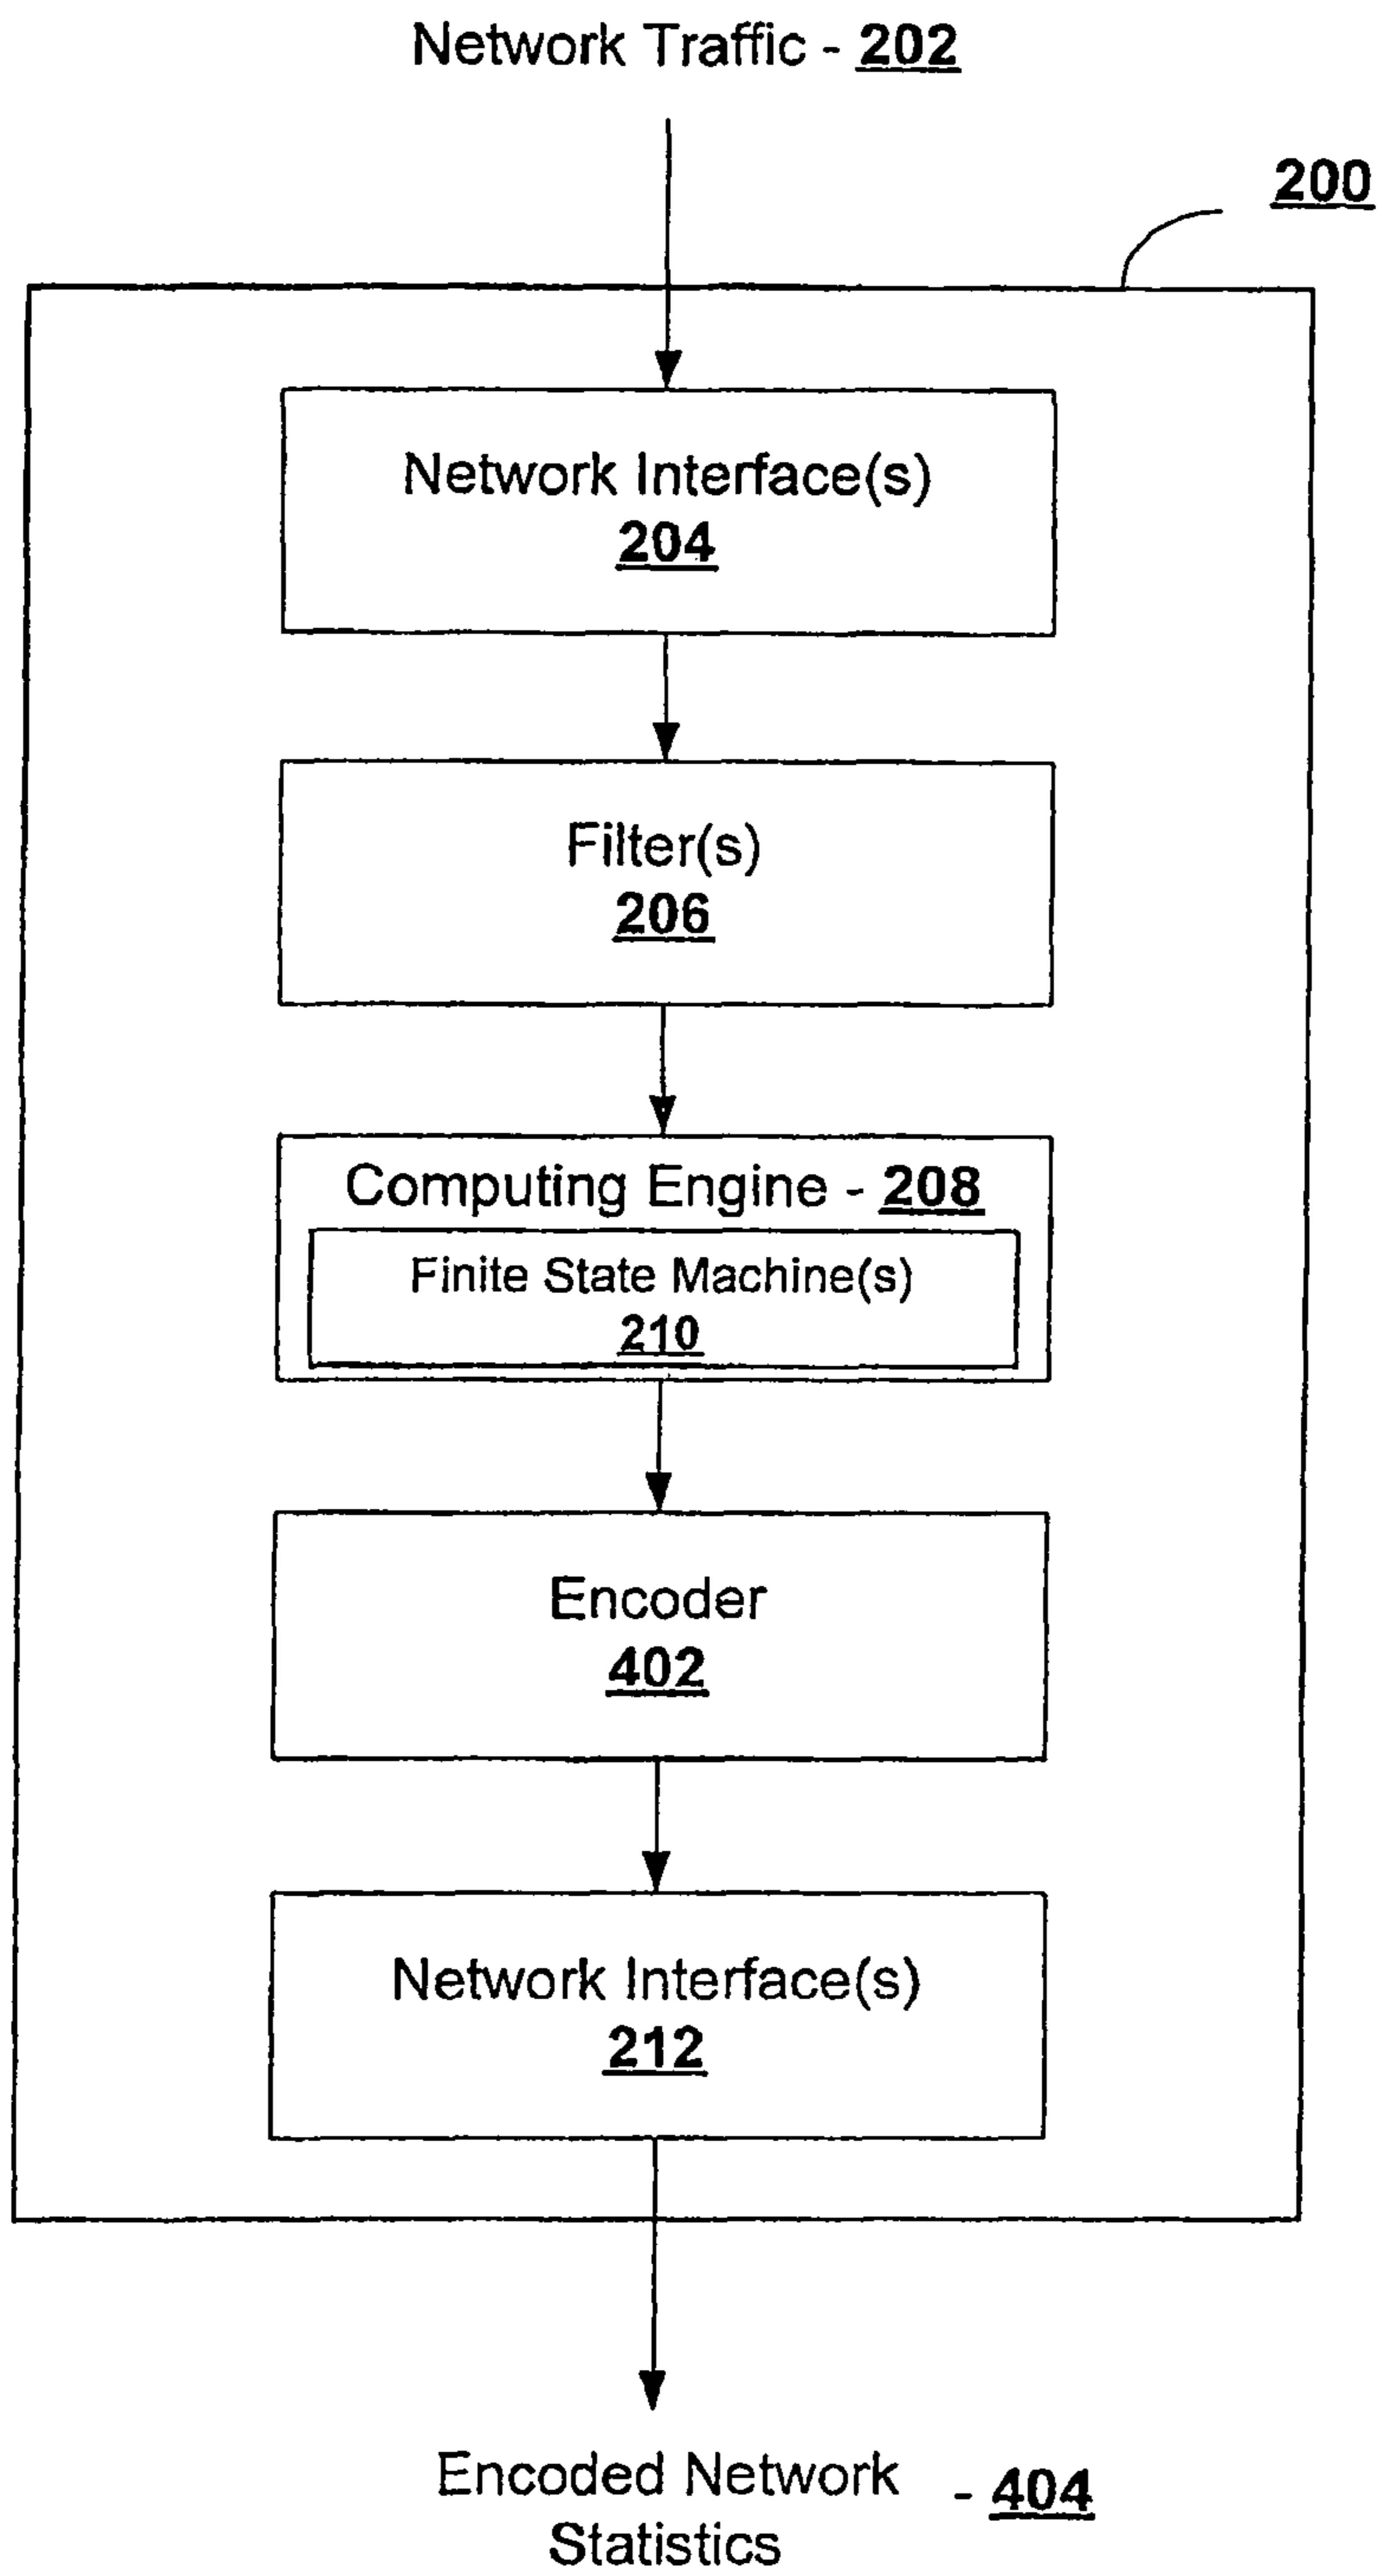 Network Traffic - 202
200
Network Interface(s)
204
Filter(s)
206
Computing Engine - 208
Finite State Machine(s)
210
Encoder
402
Network Interface(s)
212
Encoded Network - 404
Statistics